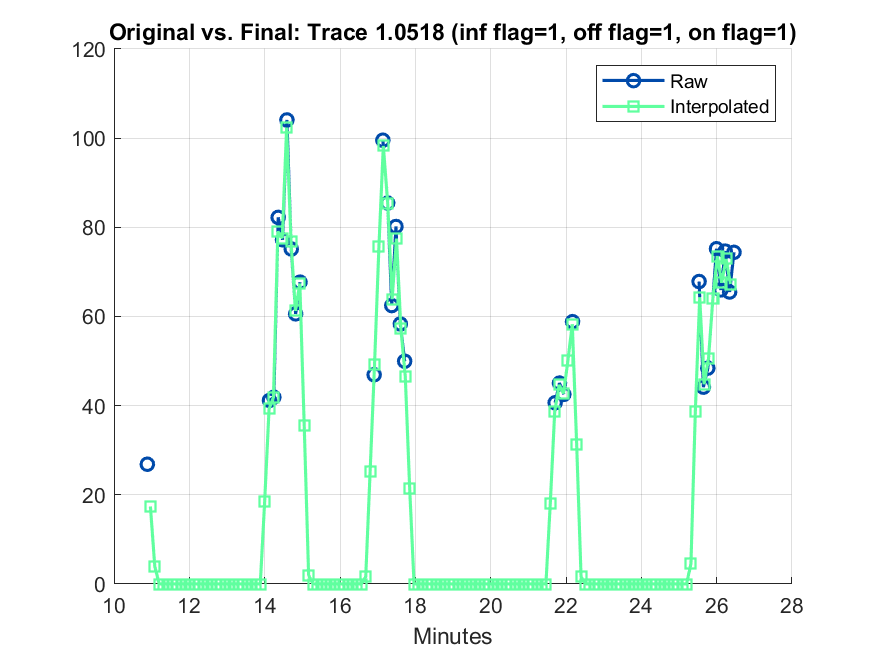 Original vs. Final: Trace 1.0518 (inf flag=1, off flag=1, on flag=1)
120
100
80
60
40
20
0
Raw
Interpolated
10 12 14 16 18 20 22 24 26 28
Minutes